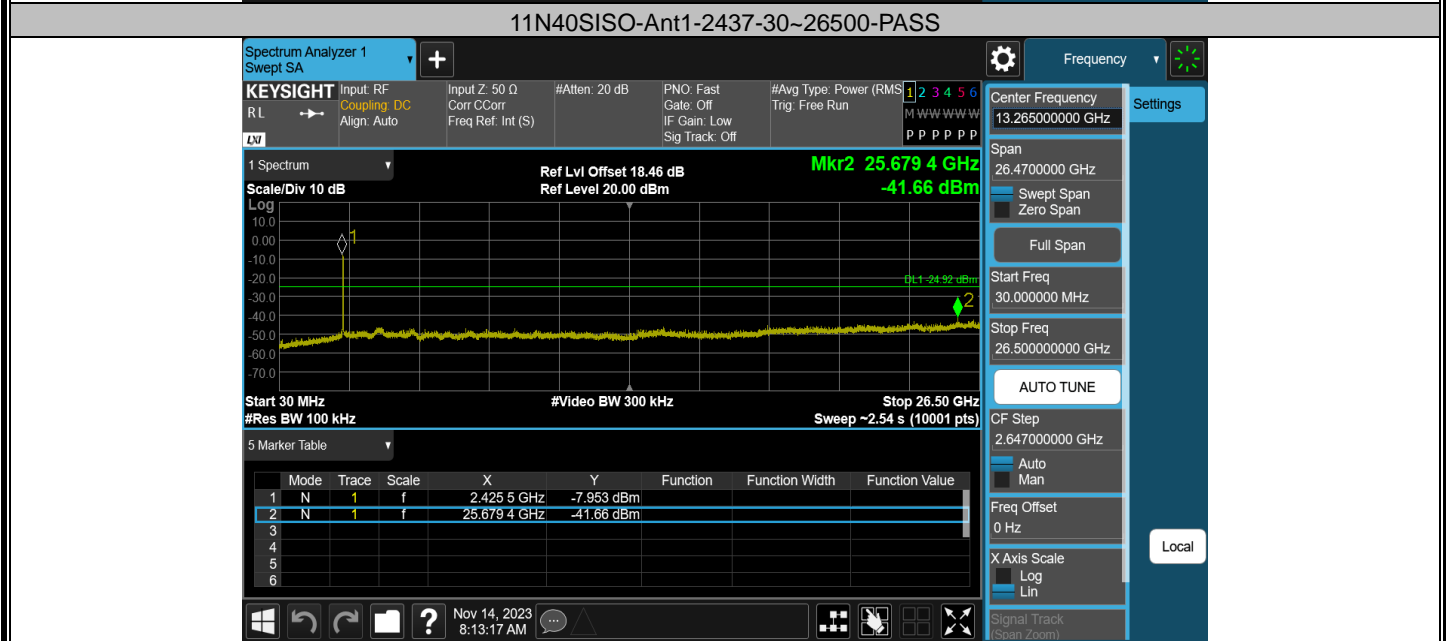 11N40SISO-Ant1-2437-30~26500-PASS
Spectrum Analyzer 1
Swept SA
+
Frequency
KEYSIGHT
RL
LXI
Input: RF
Coupling: DC
Align: Auto
Input Z: 50 Ω
Corr CCorr
Freq Ref: Int (S)
#Atten: 20 dB
PNO: Fast
Gate: Off
IF Gain: Low
Sig Track: Off
#Avg Type: Power (RMS
Trig: Free Run
1 2 3 4 5 6
M W W W W W
P P P P P P
Center Frequency
13.265000000 GHz
Settings
Span
26.4700000 GHz
Swept Span
Zero Span
Full Span
Start Freq
30.000000 MHz
Stop Freq
26.500000000 GHz
AUTO TUNE
CF Step
2.647000000 GHz
Auto
Man
Freq Offset
0 Hz
X Axis Scale
Log
Lin
Signal Track
(Span Zoom)
Local
1 Spectrum
Scale/Div 10 dB
Ref Lvl Offset 18.46 dB
Ref Level 20.00 dBm
Mkr2 25.679 4 GHz
-41.66 dBm
Log
10.0
0.00
-10.0
-20.0
-30.0
-40.0
-50.0
-60.0
-70.0
1
DL1 -24.92 dBm
2
Start 30 MHz
#Video BW 300 kHz
Stop 26.50 GHz
#Res BW 100 kHz
Sweep ~2.54 s (10001 pts)
5 Marker Table
Mode Trace Scale X Y Function Function Width Function Value
1 N 1 f 2.425 5 GHz -7.953 dBm
2 N 1 f 25.679 4 GHz -41.66 dBm
3
4
5
6
?
Nov 14, 2023
8:13:17 AM